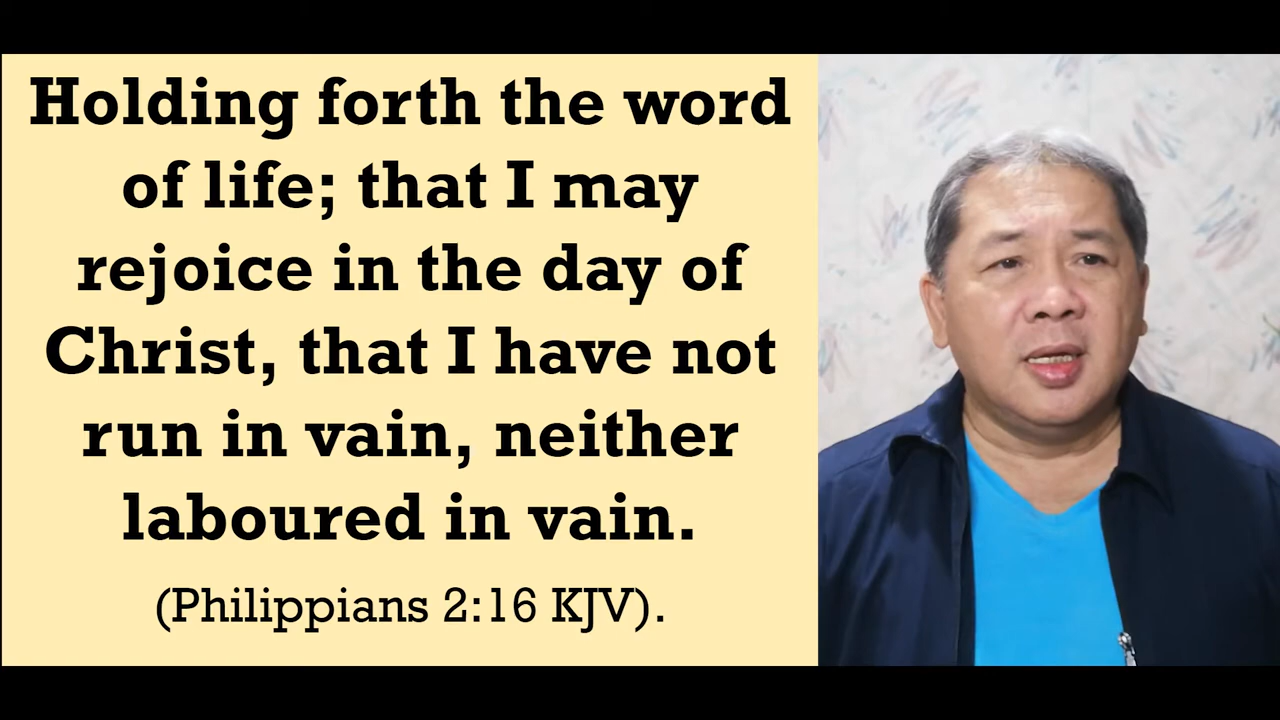 Holding forth the word
of life; that I may
rejoice in the day of
Christ, that I have not
run in vain, neither
laboured in vain.
(Philippians 2:16 KJV).